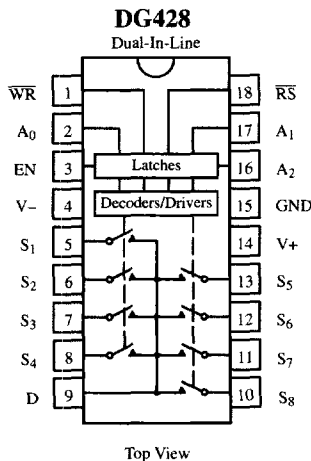 DG428
Dual-In-Line
W̅R̅ 1 18 R̅S̅
A₀ 2 17 A₁
EN 3 Latches 16 A₂
V− 4 Decoders/Drivers 15 GND
S₁ 5 14 V+
S₂ 6 13 S₅
S₃ 7 12 S₆
S₄ 8 11 S₇
D 9 10 S₈
Top View